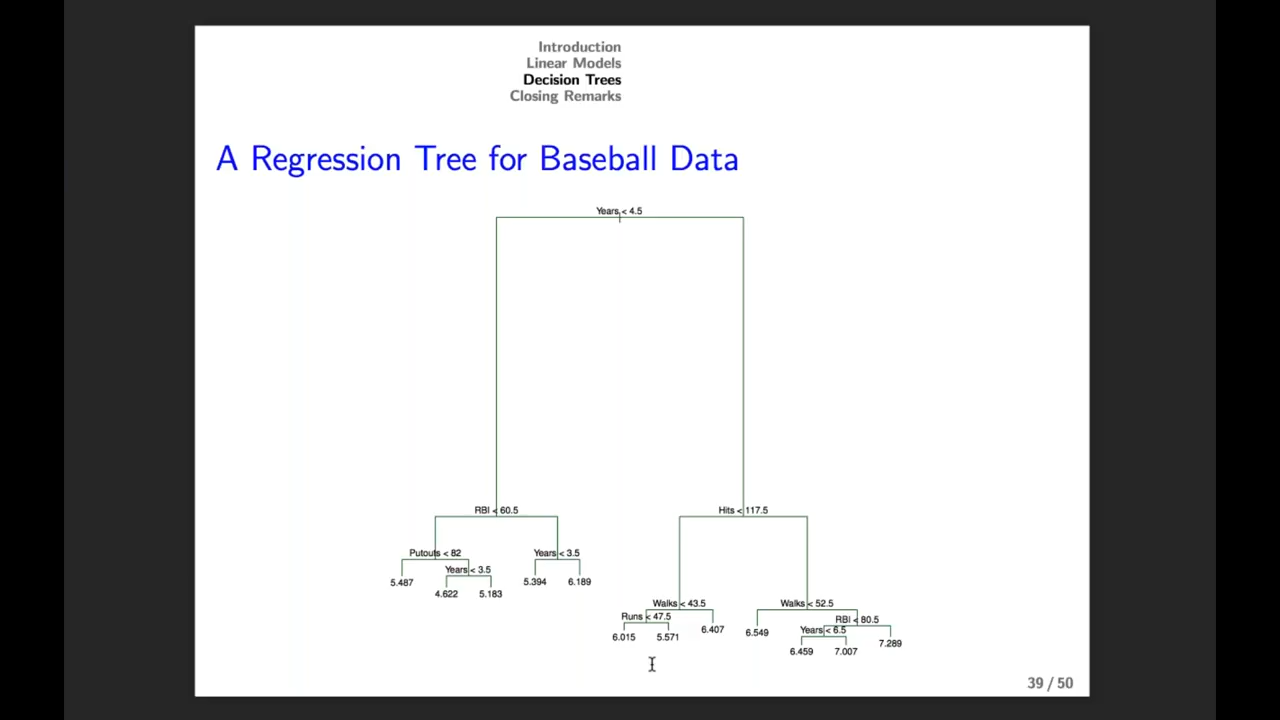 Introduction
Linear Models
Decision Trees
Closing Remarks
A Regression Tree for Baseball Data
Years < 4.5
RBI < 60.5
Hits < 117.5
Putouts < 82
Years < 3.5
Years < 3.5
5.487
4.622
5.183
5.394
6.189
Walks < 43.5
Walks < 52.5
Runs < 47.5
RBI < 80.5
6.015
5.571
6.407
6.549
Years < 6.5
7.289
6.459
7.007
39 / 50